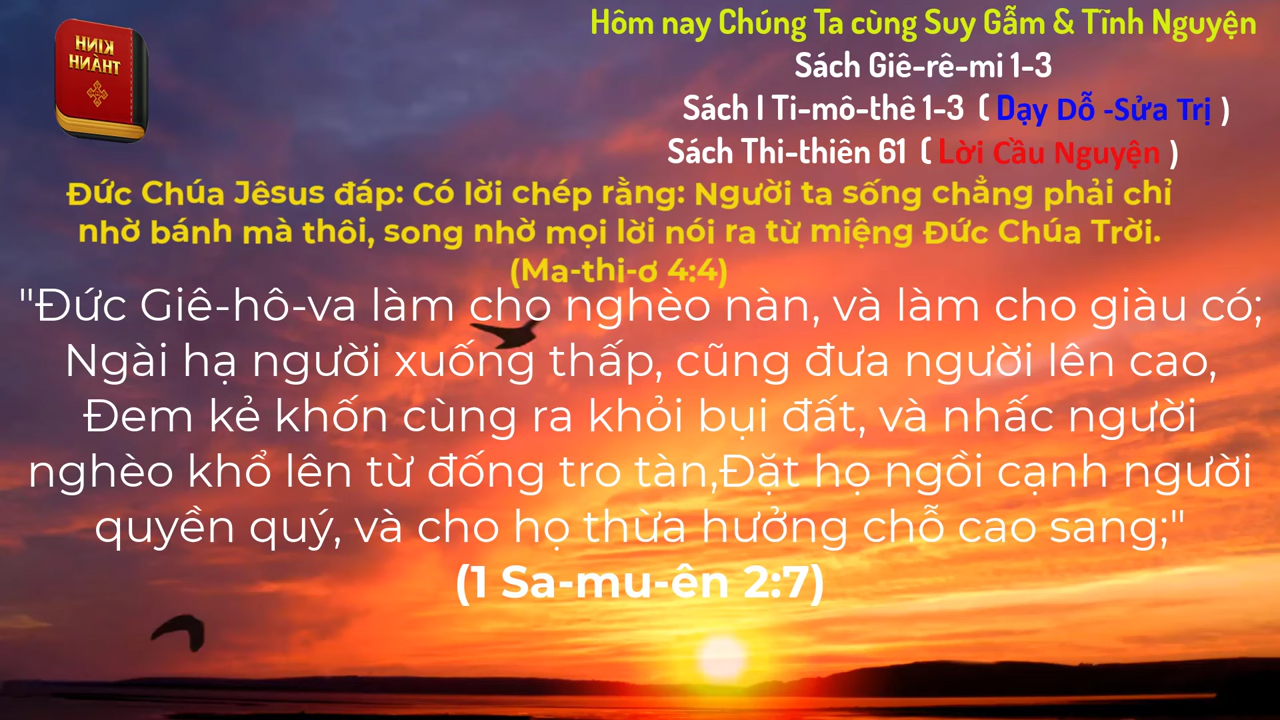 KINH
THÀNH
Hôm nay Chúng Ta cùng Suy Gẫm & Tĩnh Nguyện
Sách Giê-rê-mi 1-3
Sách I Ti-mô-thê 1-3 ( Dạy Dỗ -Sửa Trị )
Sách Thi-thiên 61 ( Lời Cầu Nguyện )
Đức Chúa Jêsus đáp: Có lời chép rằng: Người ta sống chẳng phải chỉ
nhờ bánh mà thôi, song nhờ mọi lời nói ra từ miệng Đức Chúa Trời.
(Ma-thi-ơ 4:4)
"Đức Giê-hô-va làm cho nghèo nàn, và làm cho giàu có;
Ngài hạ người xuống thấp, cũng đưa người lên cao,
Đem kẻ khốn cùng ra khỏi bụi đất, và nhấc người
nghèo khổ lên từ đống tro tàn,Đặt họ ngồi cạnh người
quyền quý, và cho họ thừa hưởng chỗ cao sang;"
(1 Sa-mu-ên 2:7)